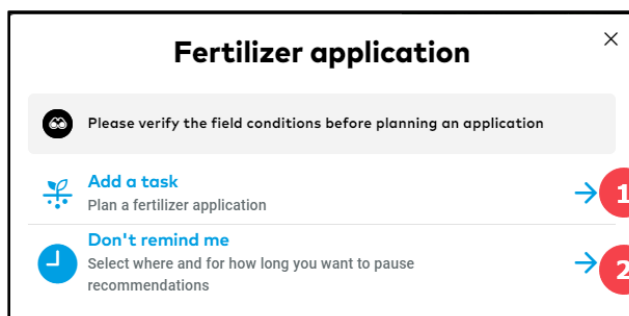 Fertilizer application
Please verify the field conditions before planning an application
Add a task
Plan a fertilizer application
1
Don't remind me
Select where and for how long you want to pause
recommendations
2